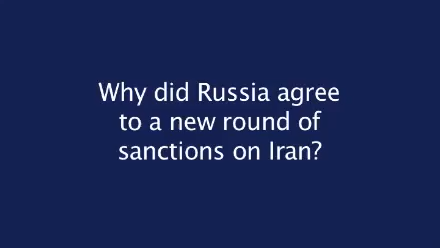 Why did Russia agree
to a new round of
sanctions on Iran?